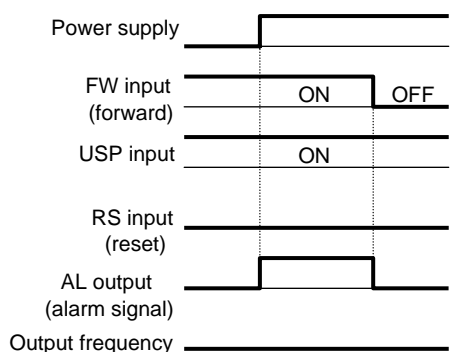 Power supply
FW input
(forward)
ON OFF
USP input
ON
RS input
(reset)
AL output
(alarm signal)
Output frequency